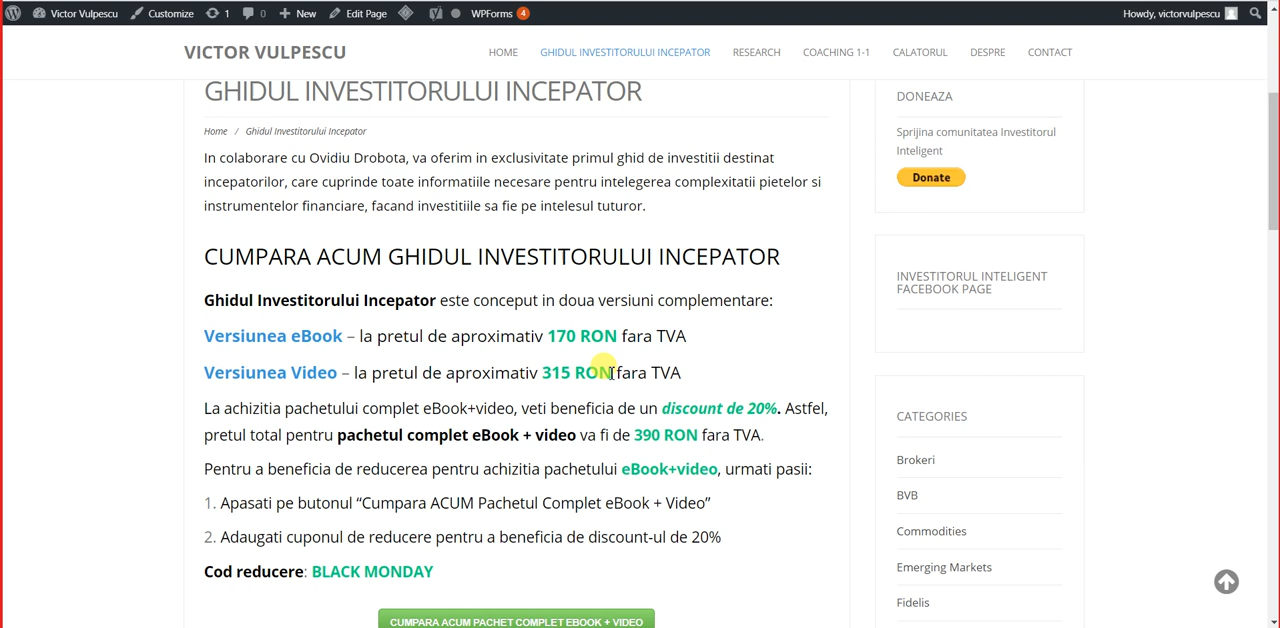 Victor Vulpescu Customize 1 0 New Edit Page WPForms 4 Howdy, victorvulpescu
VICTOR VULPESCU HOME GHIDUL INVESTITORULUI INCEPATOR RESEARCH COACHING 1-1 CALATORUL DESPRE CONTACT
GHIDUL INVESTITORULUI INCEPATOR
Home / Ghidul Investitorului Incepator
In colaborare cu Ovidiu Drobota, va oferim in exclusivitate primul ghid de investitii destinat
incepatorilor, care cuprinde toate informatiile necesare pentru intelegerea complexitatii pietelor si
instrumentelor financiare, facand investitiile sa fie pe intelesul tuturor.
CUMPARA ACUM GHIDUL INVESTITORULUI INCEPATOR
Ghidul Investitorului Incepator este conceput in doua versiuni complementare:
Versiunea eBook – la pretul de aproximativ 170 RON fara TVA
Versiunea Video – la pretul de aproximativ 315 RON fara TVA
La achizitia pachetului complet eBook+video, veti beneficia de un discount de 20%. Astfel,
pretul total pentru pachetul complet eBook + video va fi de 390 RON fara TVA.
Pentru a beneficia de reducerea pentru achizitia pachetului eBook+video, urmati pasii:
1. Apasati pe butonul “Cumpara ACUM Pachetul Complet eBook + Video”
2. Adaugati cuponul de reducere pentru a beneficia de discount-ul de 20%
Cod reducere: BLACK MONDAY
CUMPARA ACUM PACHET COMPLET EBOOK + VIDEO
DONEAZA
Sprijina comunitatea Investitorul
Inteligent
Donate
INVESTITORUL INTELIGENT
FACEBOOK PAGE
CATEGORIES
Brokeri
BVB
Commodities
Emerging Markets
Fidelis